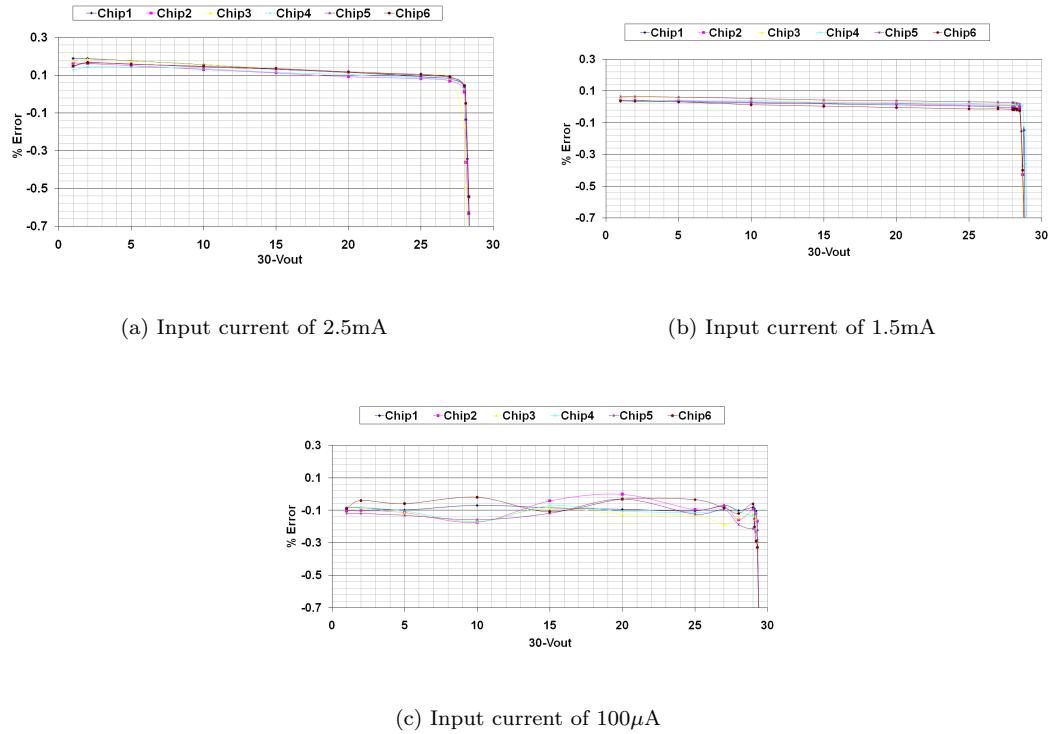 Chip1 Chip2 Chip3 Chip4 Chip5 Chip6
0.3
0.1
-0.1
-0.3
-0.5
-0.7
% Error
0 5 10 15 20 25 30
30-Vout
(a) Input current of 2.5mA
Chip1 Chip2 Chip3 Chip4 Chip5 Chip6
0.3
0.1
-0.1
-0.3
-0.5
-0.7
% Error
0 5 10 15 20 25 30
30-Vout
(b) Input current of 1.5mA
Chip1 Chip2 Chip3 Chip4 Chip5 Chip6
0.3
0.1
-0.1
-0.3
-0.5
-0.7
% Error
0 5 10 15 20 25 30
30-Vout
(c) Input current of 100μA